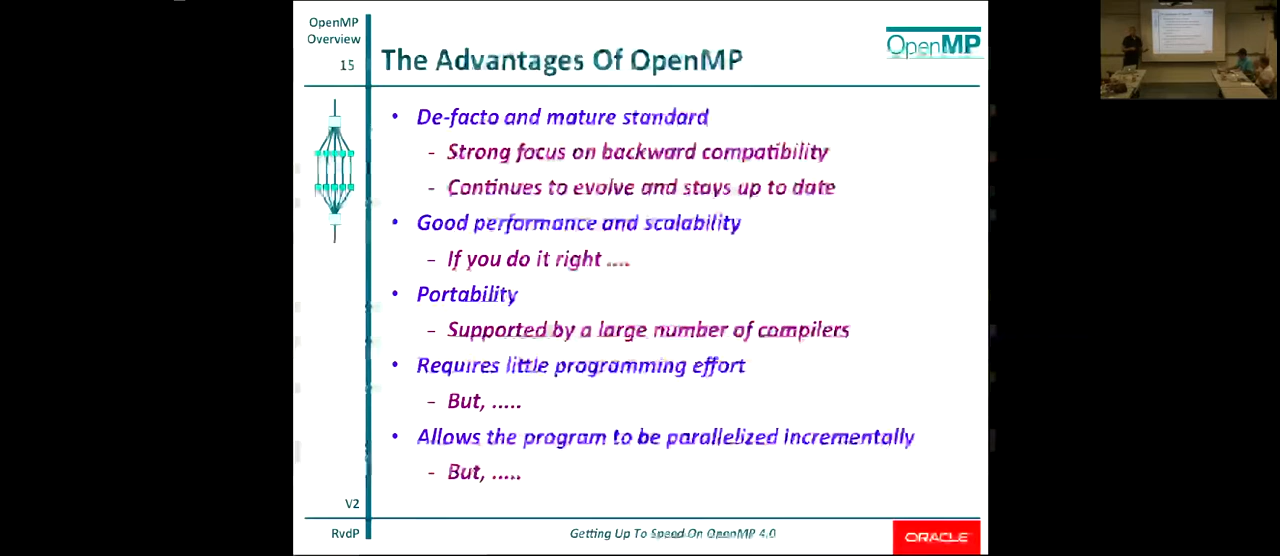 OpenMP
Overview
15
The Advantages Of OpenMP
OpenMP
• De-facto and mature standard
- Strong focus on backward compatibility
- Continues to evolve and stays up to date
• Good performance and scalability
- If you do it right ....
• Portability
- Supported by a large number of compilers
• Requires little programming effort
- But, .....
• Allows the program to be parallelized incrementally
- But, .....
V2
RvdP
Getting Up To Speed On OpenMP 4.0
ORACLE